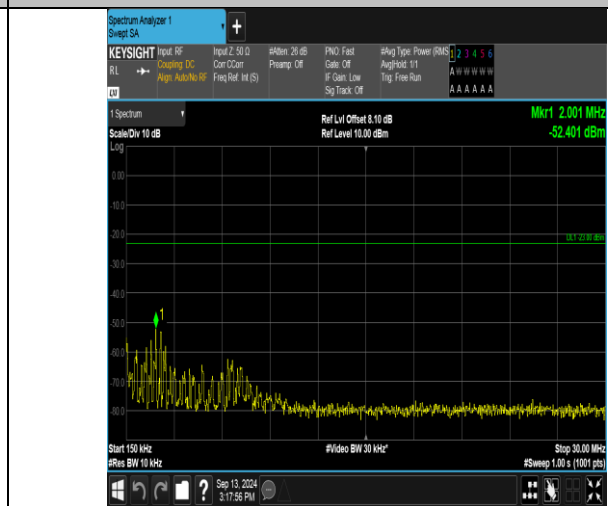 Spectrum Analyzer 1
Swept SA
+
KEYSIGHT Input: RF Input Z: 50 Ω #Atten: 26 dB PNO: Fast #Avg Type: Power (RMS 1 2 3 4 5 6
RL Coupling: DC Corr CCorr Preamp: Off Gate: Off Avg|Hold: 1/1 A W W W W W
Align: Auto/No RF Freq Ref: Int (S) IF Gain: Low Trig: Free Run A A A A A A
LXI Sig Track: Off
1 Spectrum Ref Lvl Offset 8.10 dB Mkr1 2.001 MHz
Scale/Div 10 dB Ref Level 10.00 dBm -52.401 dBm
Log
0.00
-10.0
-20.0
DL1 -23.00 dBm
-30.0
-40.0
-50.0
1
-60.0
-70.0
-80.0
Start 150 kHz #Video BW 30 kHz* Stop 30.00 MHz
#Res BW 10 kHz #Sweep 1.00 s (1001 pts)
? Sep 13, 2024
3:17:56 PM